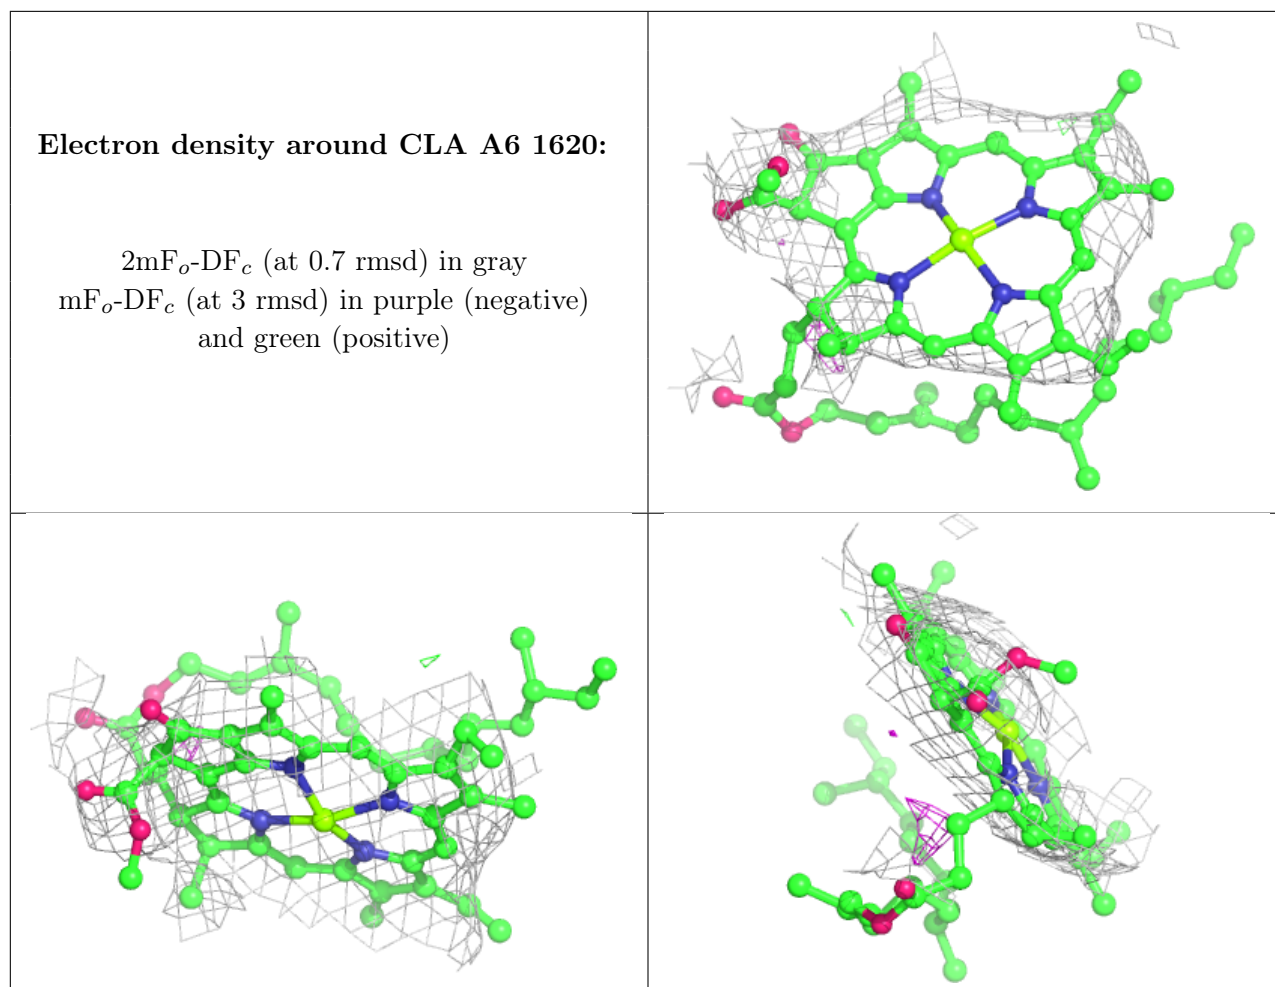 Electron density around CLA A6 1620:
2mFo-DFc (at 0.7 rmsd) in gray
mFo-DFc (at 3 rmsd) in purple (negative)
and green (positive)